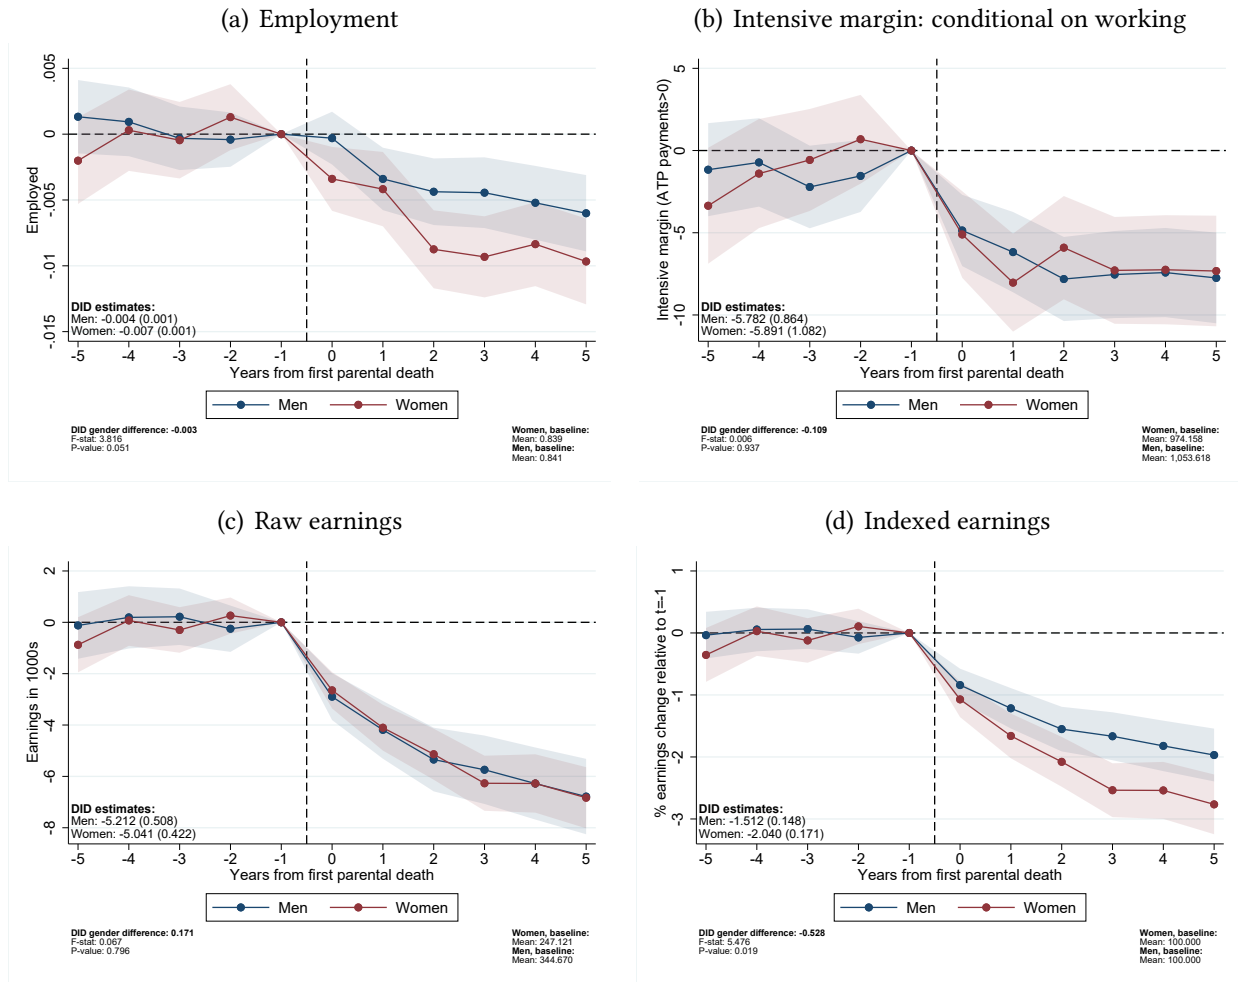 (a) Employment
.005
0
-.005
-.01
-.015
Employed
DID estimates:
Men: -0.004 (0.001)
Women: -0.007 (0.001)
-5 -4 -3 -2 -1 0 1 2 3 4 5
Years from first parental death
Men Women
DID gender difference: -0.003
F-stat: 3.816
P-value: 0.051
Women, baseline:
Mean: 0.839
Men, baseline:
Mean: 0.841
(b) Intensive margin: conditional on working
5
0
-5
-10
Intensive margin (ATP payments>0)
DID estimates:
Men: -5.782 (0.864)
Women: -5.891 (1.082)
-5 -4 -3 -2 -1 0 1 2 3 4 5
Years from first parental death
Men Women
DID gender difference: -0.109
F-stat: 0.006
P-value: 0.937
Women, baseline:
Mean: 974.158
Men, baseline:
Mean: 1,053.618
(c) Raw earnings
2
0
-2
-4
-6
-8
Earnings in 1000s
DID estimates:
Men: -5.212 (0.508)
Women: -5.041 (0.422)
-5 -4 -3 -2 -1 0 1 2 3 4 5
Years from first parental death
Men Women
DID gender difference: 0.171
F-stat: 0.067
P-value: 0.796
Women, baseline:
Mean: 247.121
Men, baseline:
Mean: 344.670
(d) Indexed earnings
1
0
-1
-2
-3
% earnings change relative to t=-1
DID estimates:
Men: -1.512 (0.148)
Women: -2.040 (0.171)
-5 -4 -3 -2 -1 0 1 2 3 4 5
Years from first parental death
Men Women
DID gender difference: -0.528
F-stat: 5.476
P-value: 0.019
Women, baseline:
Mean: 100.000
Men, baseline:
Mean: 100.000